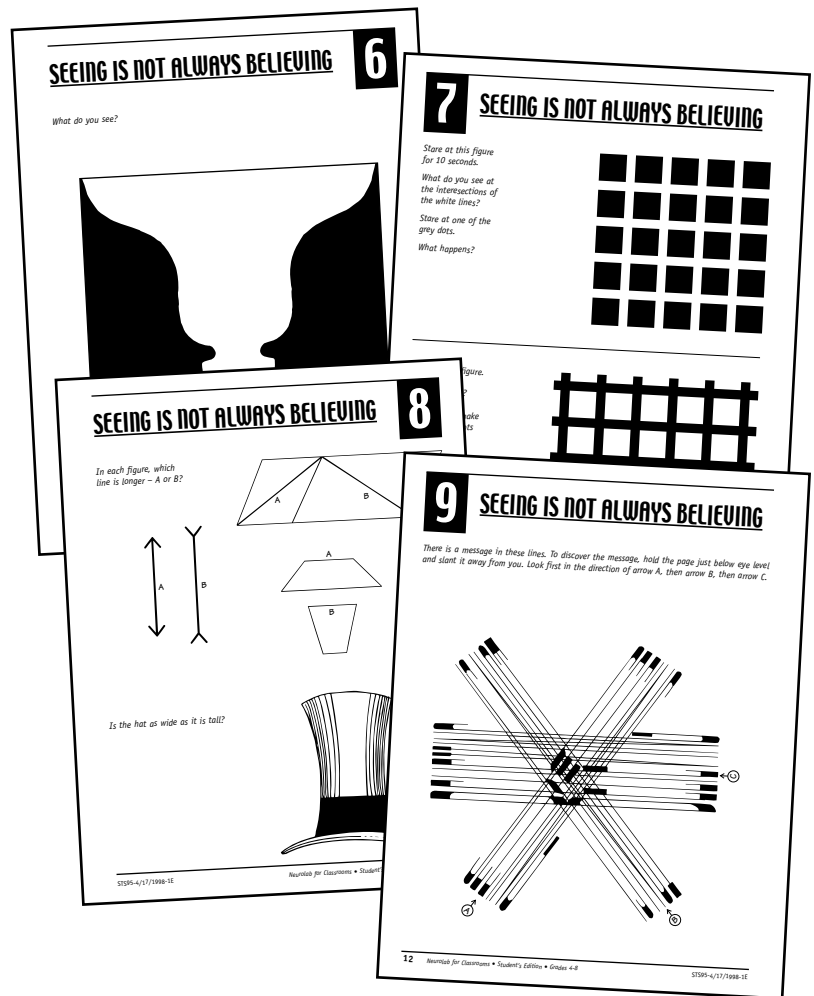 SEEING IS NOT ALWAYS BELIEVING
6
What do you see?
7
SEEING IS NOT ALWAYS BELIEVING
Stare at this figure
for 10 seconds.
What do you see at
the interesections of
the white lines?
Stare at one of the
grey dots.
What happens?
figure.
?
SEEING IS NOT ALWAYS BELIEVING
8
In each figure, which
line is longer – A or B?
A
B
A
B
A
B
Is the hat as wide as it is tall?
STS95-4/17/1998-1E
Neurolab for Classrooms • Student'
9
SEEING IS NOT ALWAYS BELIEVING
There is a message in these lines. To discover the message, hold the page just below eye level
and slant it away from you. Look first in the direction of arrow A, then arrow B, then arrow C.
C
A
B
12
Neurolab for Classrooms • Student's Edition • Grades 4-8
STS95-4/17/1998-1E